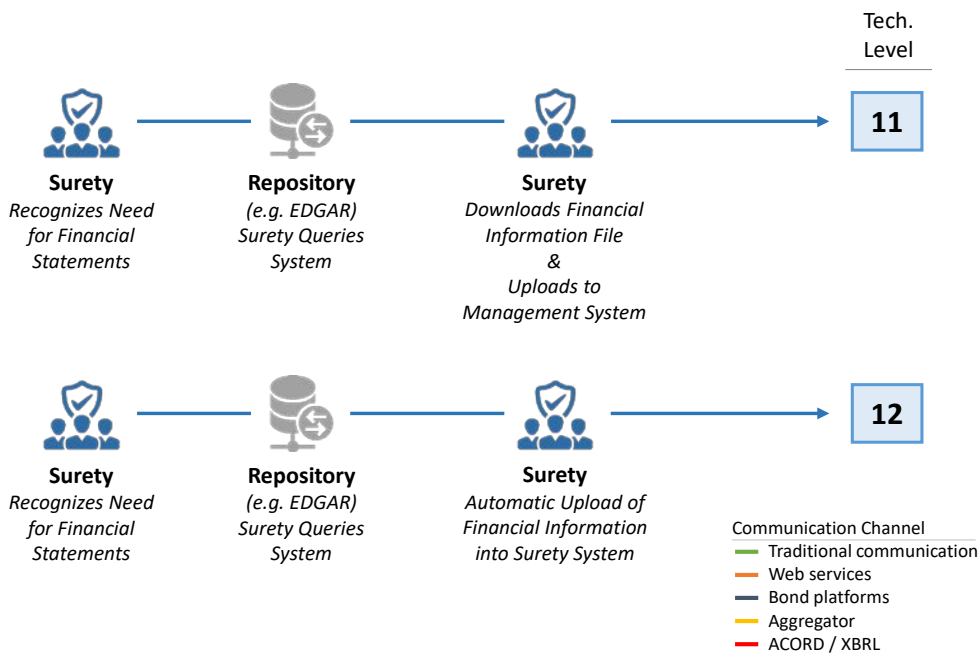 Tech.
Level
11
Surety
Recognizes Need
for Financial
Statements
Repository
(e.g. EDGAR)
Surety Queries
System
Surety
Downloads Financial
Information File
&
Uploads to
Management System
12
Surety
Recognizes Need
for Financial
Statements
Repository
(e.g. EDGAR)
Surety Queries
System
Surety
Automatic Upload of
Financial Information
into Surety System
Communication Channel
Traditional communication
Web services
Bond platforms
Aggregator
ACORD / XBRL